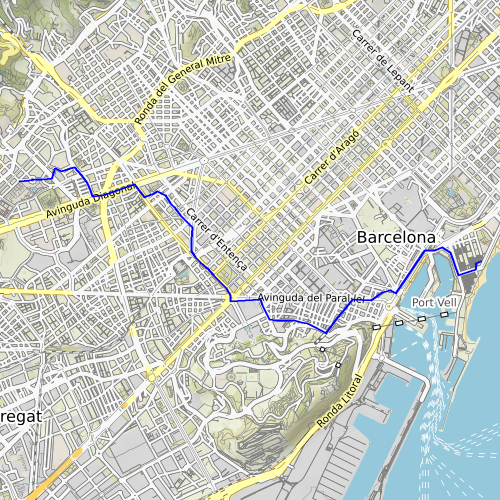 Carrer de Lepant
Ronda del General Mitre
Carrer d'Aragó
Avinguda Diagonal
Carrer d'Entença
Barcelona
Avinguda del Paral·lel
Port Vell
Ronda Litoral
regat